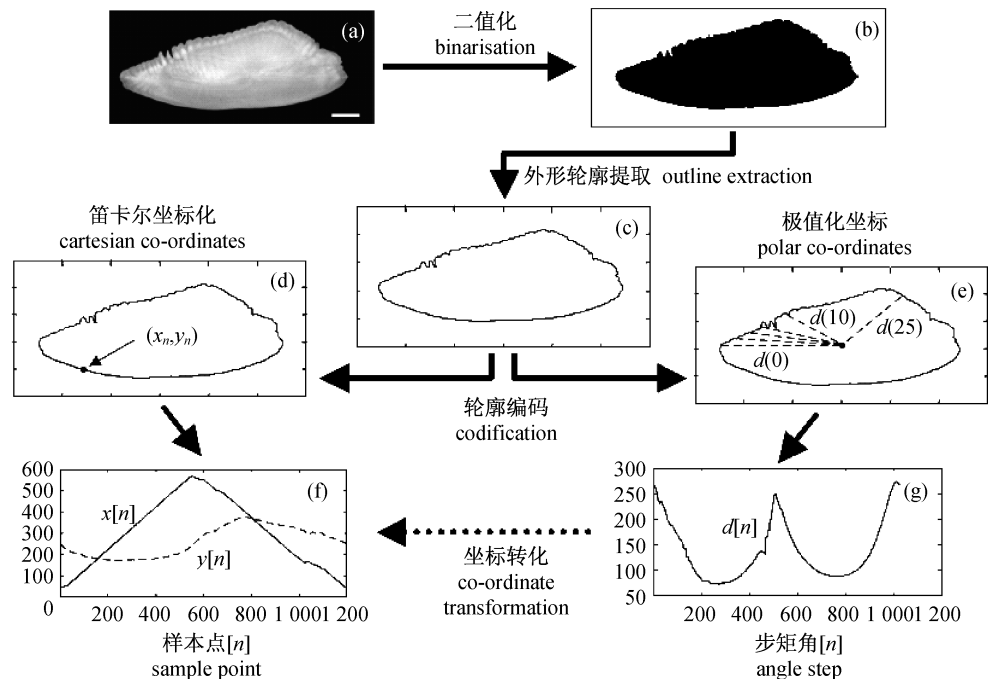 (a)
二值化
binarisation
(b)
外形轮廓提取 outline extraction
笛卡尔坐标化
cartesian co-ordinates
(c)
极值化坐标
polar co-ordinates
(d)
(xn,yn)
(e)
d(10)
d(25)
d(0)
轮廓编码
codification
600
500
400
300
200
100
0
(f)
x[n]
y[n]
200 400 600 800 1 0001 200
样本点[n]
sample point
坐标转化
co-ordinate
transformation
300
250
200
150
100
50
(g)
d[n]
200 400 600 800 1 0001 200
步矩角[n]
angle step